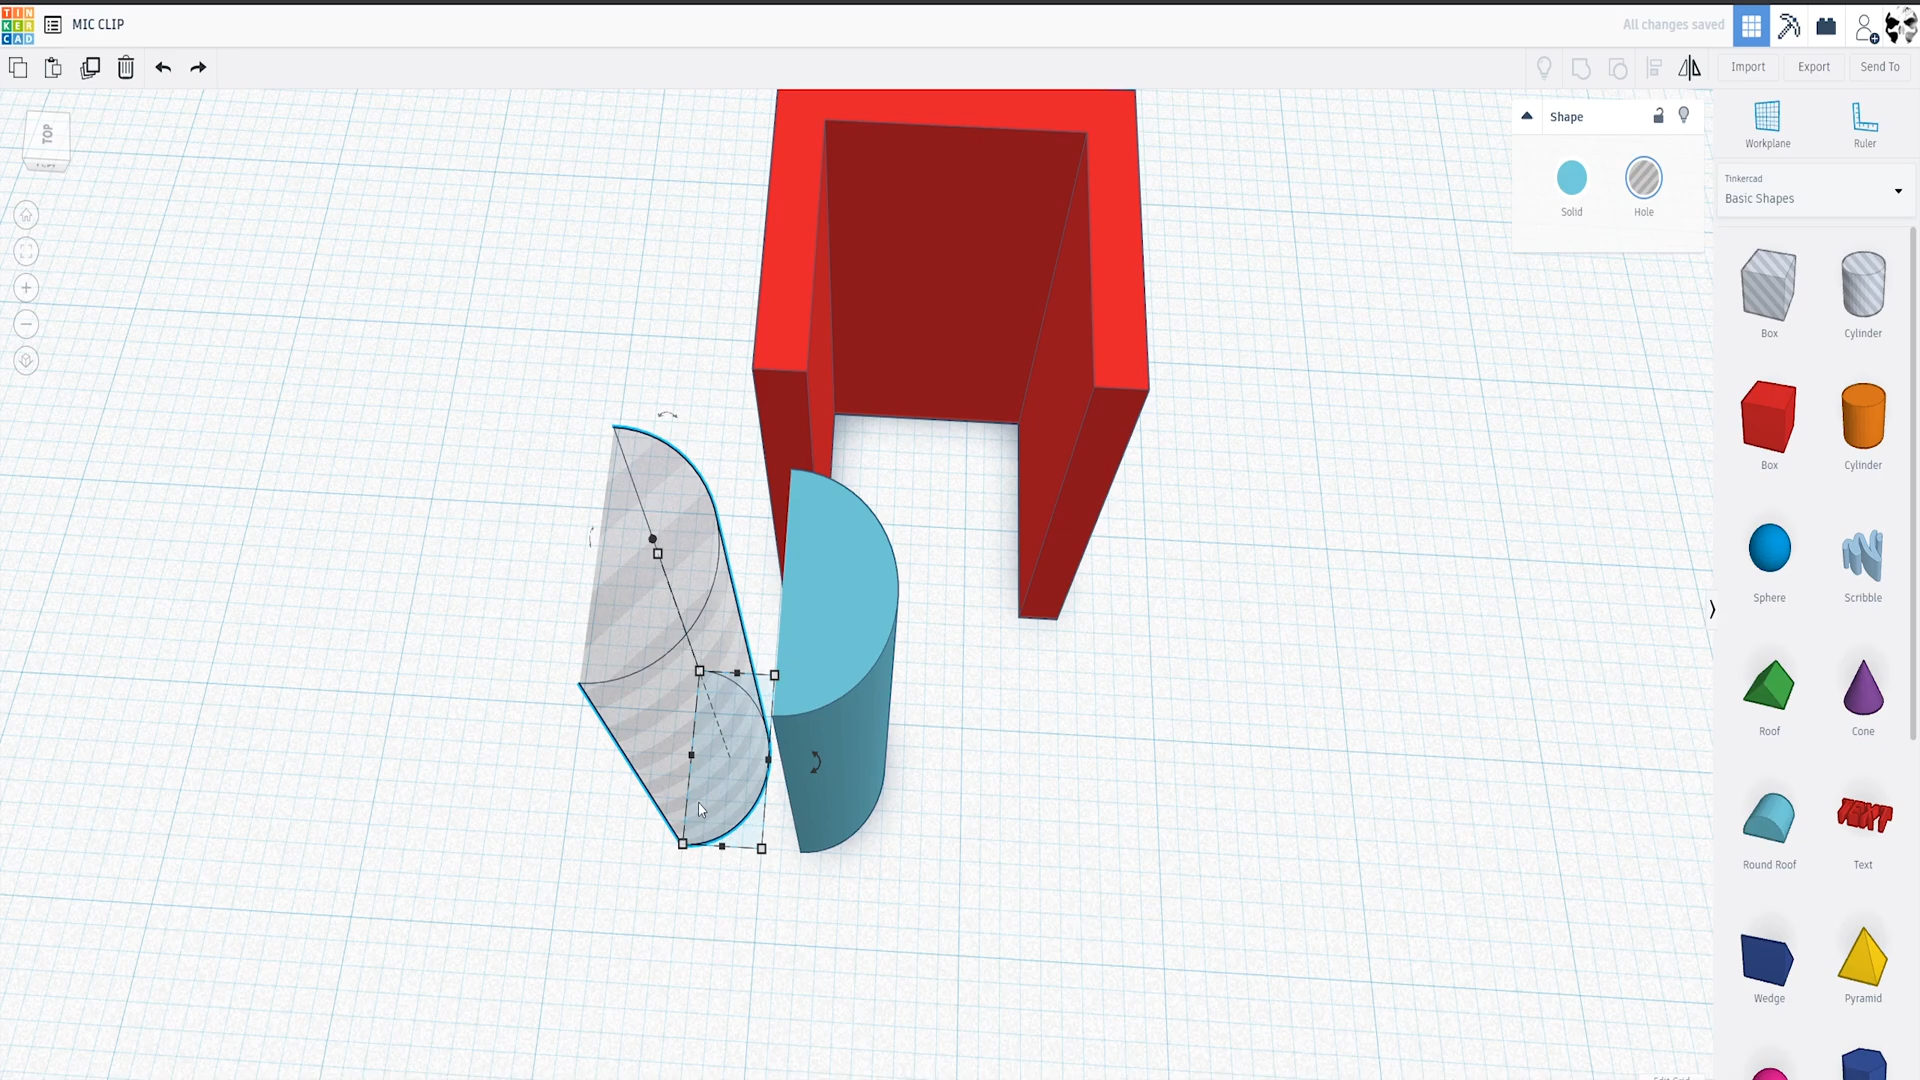 TIN
KER
CAD
MIC CLIP
All changes saved
Import
Export
Send To
TOP
Shape
Solid
Hole
Workplane
Ruler
Tinkercad
Basic Shapes
Box
Cylinder
Box
Cylinder
Sphere
Scribble
Roof
Cone
Round Roof
TEXT
Text
Wedge
Pyramid